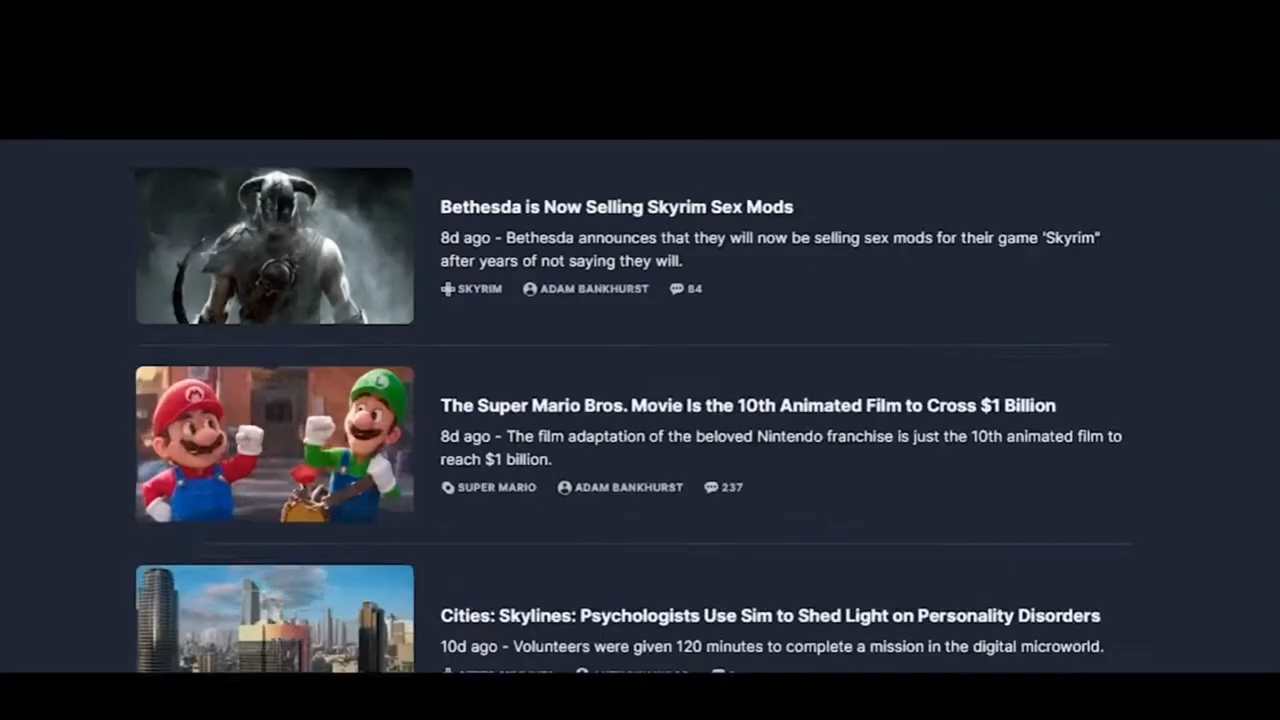 Bethesda is Now Selling Skyrim Sex Mods
8d ago - Bethesda announces that they will now be selling sex mods for their game 'Skyrim"
after years of not saying they will.
SKYRIM ADAM BANKHURST 84
The Super Mario Bros. Movie Is the 10th Animated Film to Cross $1 Billion
8d ago - The film adaptation of the beloved Nintendo franchise is just the 10th animated film to
reach $1 billion.
SUPER MARIO ADAM BANKHURST 237
Cities: Skylines: Psychologists Use Sim to Shed Light on Personality Disorders
10d ago - Volunteers were given 120 minutes to complete a mission in the digital microworld.